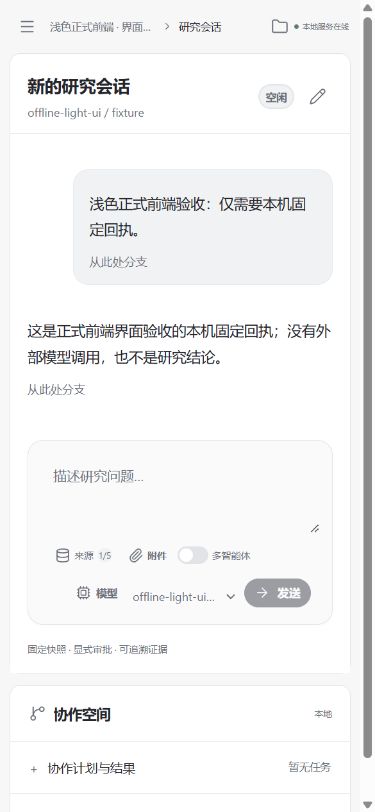 浅色正式前端 · 界面... > 研究会话 本地服务在线
新的研究会话 空闲
offline-light-ui / fixture
浅色正式前端验收：仅需要本机固
定回执。
从此处分支
这是正式前端界面验收的本机固定回执；没有外
部模型调用，也不是研究结论。
从此处分支
描述研究问题...
来源 1/5 附件 多智能体
模型 offline-light-ui... 发送
固定快照 · 显式审批 · 可追溯证据
协作空间 本地
+ 协作计划与结果 暂无任务